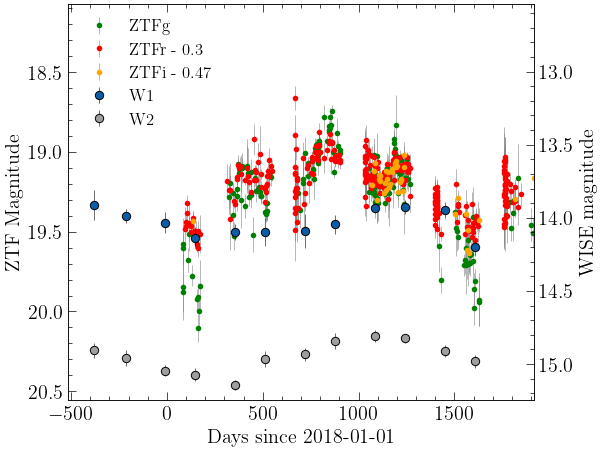 ZTFg
ZTFr - 0.3
ZTFi - 0.47
W1
W2
18.5
19.0
19.5
20.0
20.5
ZTF Magnitude
13.0
13.5
14.0
14.5
15.0
WISE magnitude
−500
0
500
1000
1500
Days since 2018-01-01